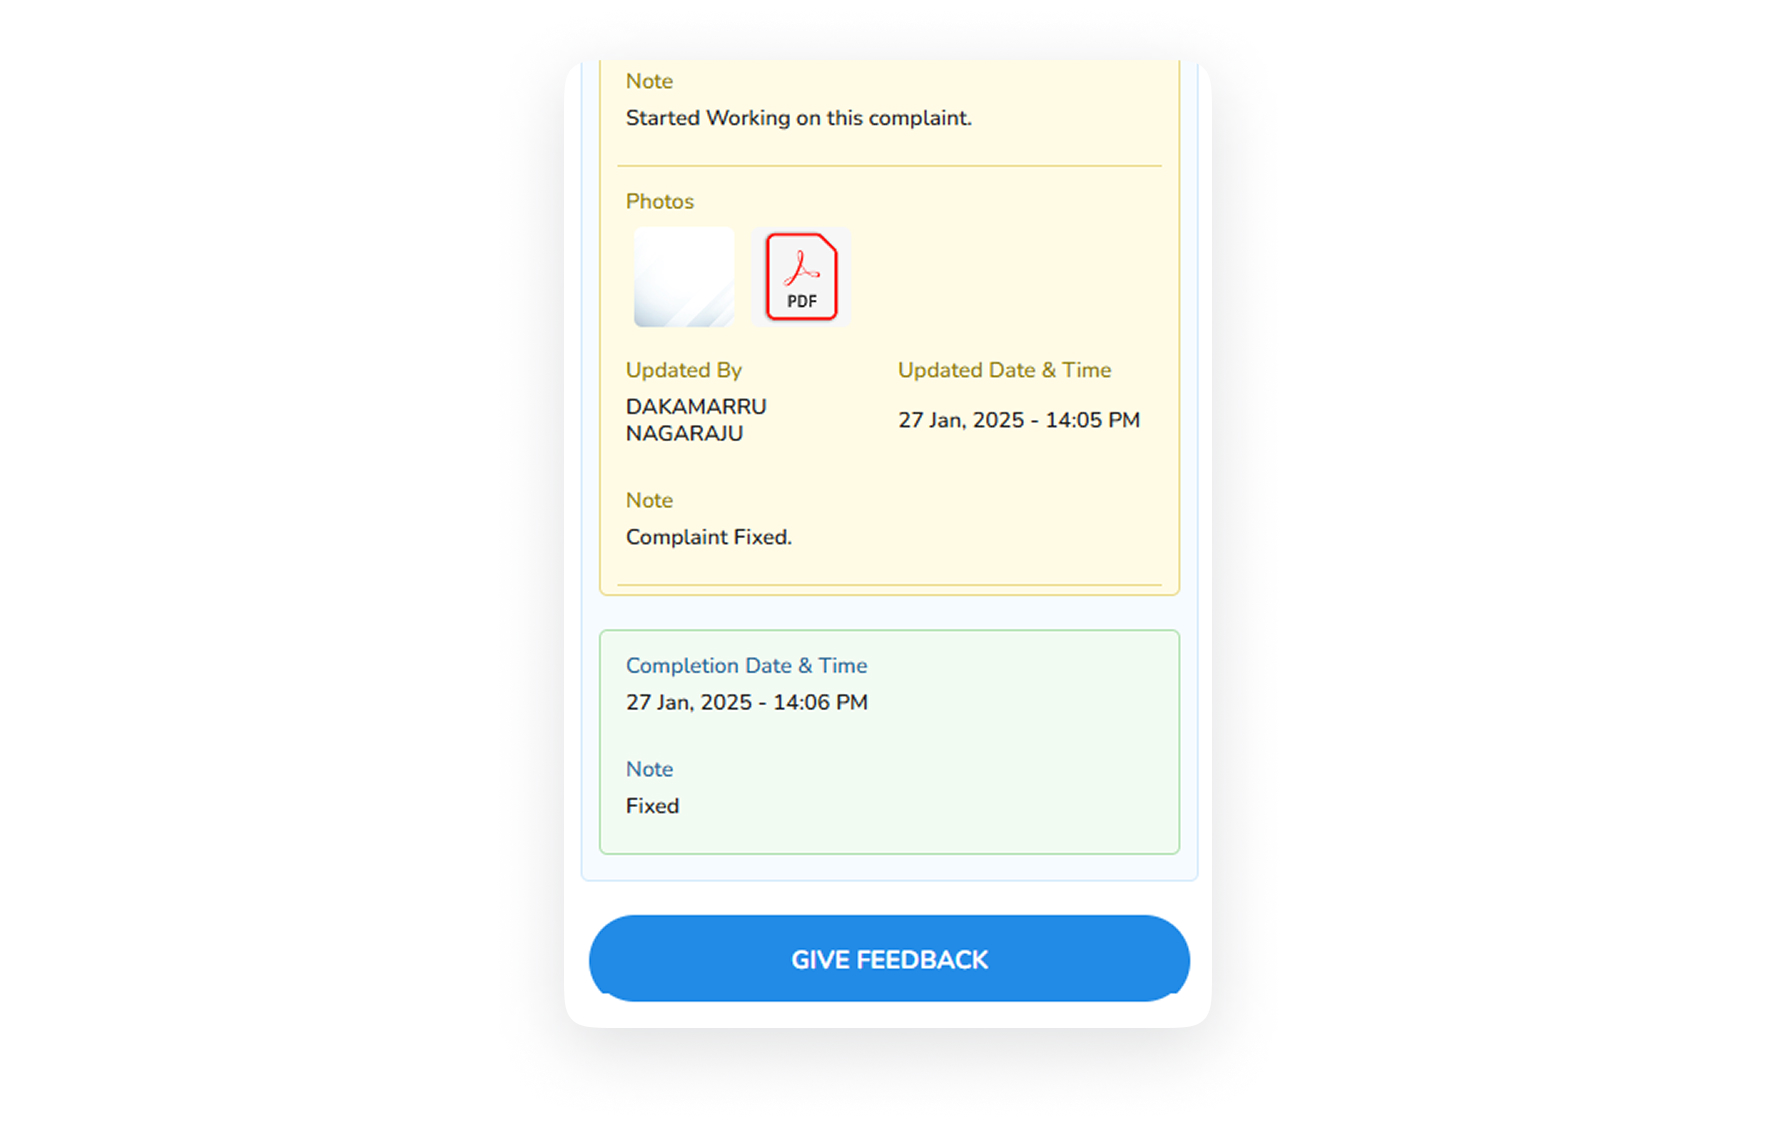 Note
Started Working on this complaint.
Photos
PDF
Updated By
Updated Date & Time
DAKAMARRU
NAGARAJU
27 Jan, 2025 - 14:05 PM
Note
Complaint Fixed.
Completion Date & Time
27 Jan, 2025 - 14:06 PM
Note
Fixed
GIVE FEEDBACK